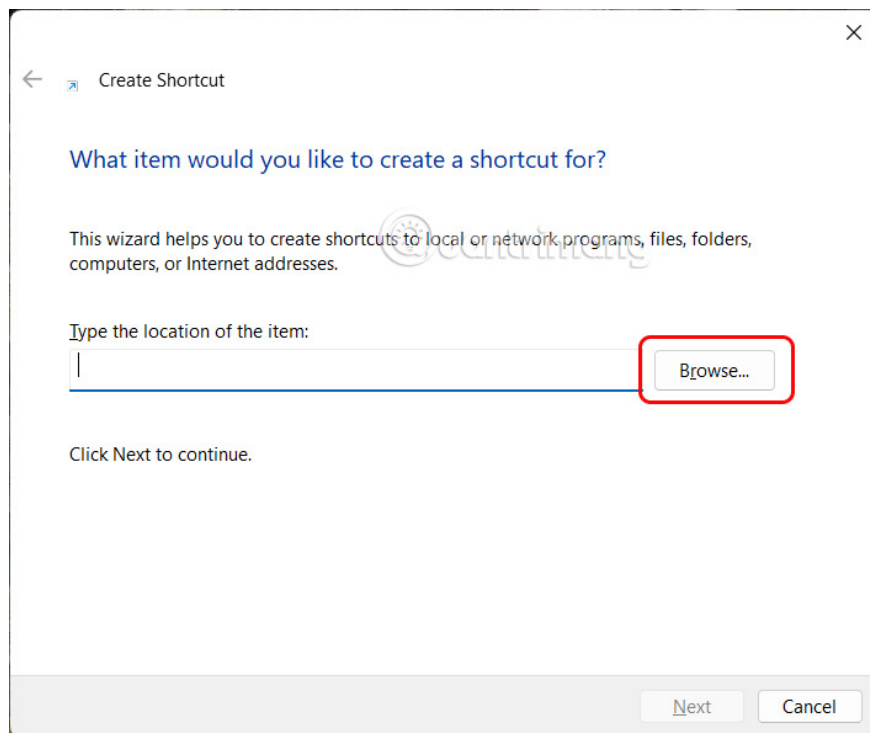 Create Shortcut
What item would you like to create a shortcut for?
This wizard helps you to create shortcuts to local or network programs, files, folders,
computers, or Internet addresses.
@uantrimang
Type the location of the item:
Browse...
Click Next to continue.
Next
Cancel